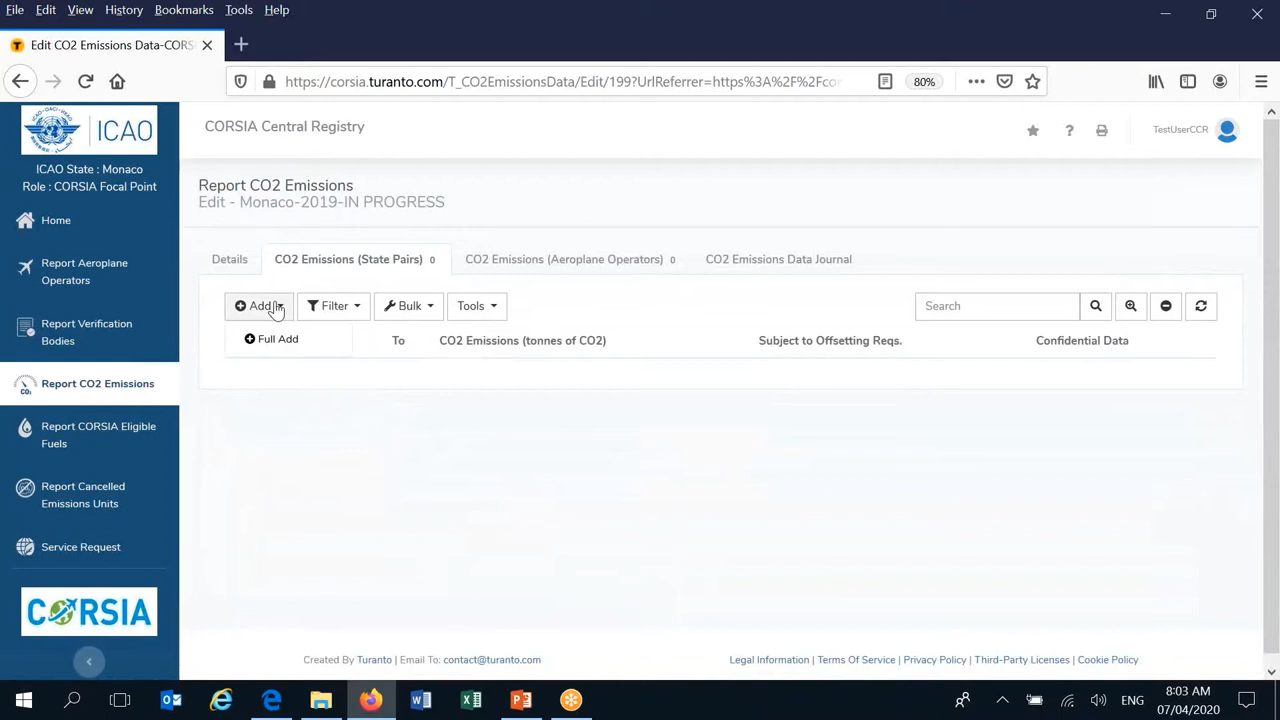 File Edit View History Bookmarks Tools Help
Edit CO2 Emissions Data-CORS
https://corsia.turanto.com/T_CO2EmissionsData/Edit/199?UrlReferrer=https%3A%2F%2Fco
80%
ICAO
ICAO State : Monaco
Role : CORSIA Focal Point
Home
Report Aeroplane
Operators
Report Verification
Bodies
Report CO2 Emissions
Report CORSIA Eligible
Fuels
Report Cancelled
Emissions Units
Service Request
CORSIA
CORSIA Central Registry
TestUserCCR
Report CO2 Emissions
Edit - Monaco-2019-IN PROGRESS
Details CO2 Emissions (State Pairs) 0 CO2 Emissions (Aeroplane Operators) 0 CO2 Emissions Data Journal
Add Filter Bulk Tools Search
Full Add
To CO2 Emissions (tonnes of CO2) Subject to Offsetting Reqs. Confidential Data
Created By Turanto | Email To: contact@turanto.com
Legal Information | Terms Of Service | Privacy Policy | Third-Party Licenses | Cookie Policy
ENG
8:03 AM
07/04/2020